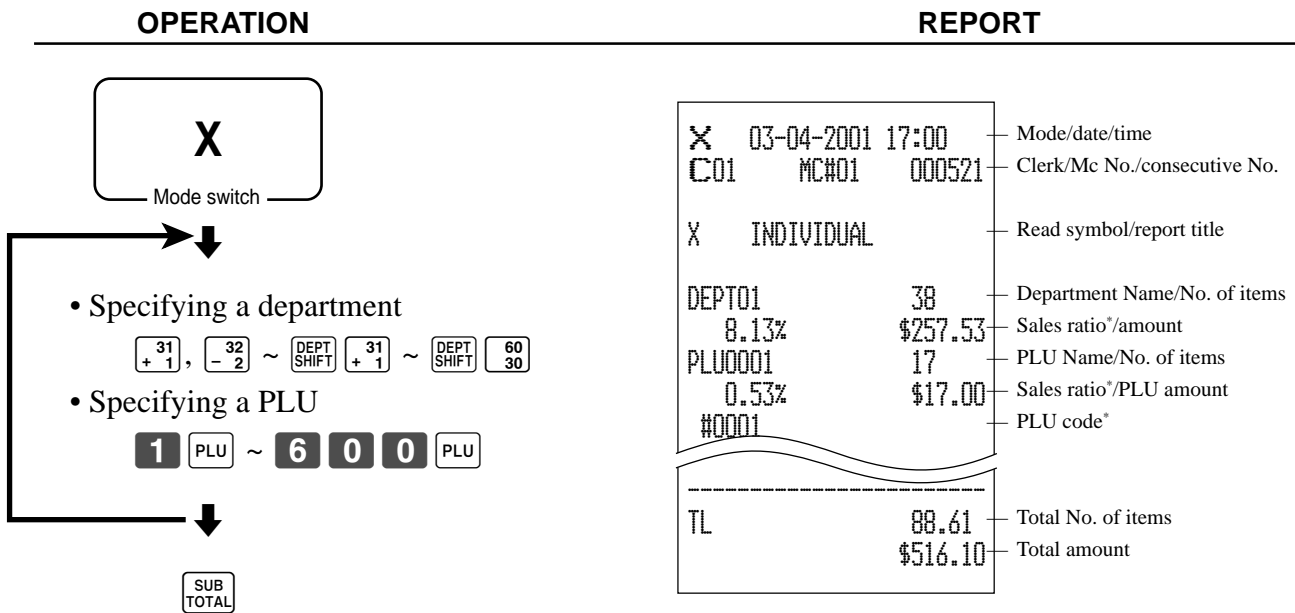 OPERATION
REPORT
X
Mode switch
• Specifying a department
31 + 1, 32 – 2 ~ DEPT SHIFT 31 + 1 ~ DEPT SHIFT 60 30
• Specifying a PLU
1 PLU ~ 6 0 0 PLU
SUB TOTAL
X 03-04-2001 17:00 Mode/date/time
C01 MC#01 000521 Clerk/Mc No./consecutive No.
X INDIVIDUAL Read symbol/report title
DEPT01 38 Department Name/No. of items
8.13% $257.53 Sales ratio*/amount
PLU0001 17 PLU Name/No. of items
0.53% $17.00 Sales ratio*/PLU amount
#0001 PLU code*
TL 88.61 Total No. of items
$516.10 Total amount